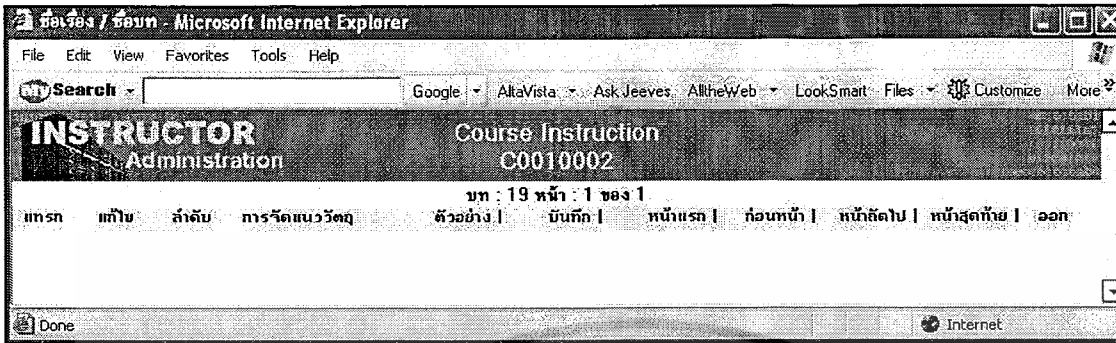 ชื่อเรื่อง / ชื่อบท - Microsoft Internet Explorer
File Edit View Favorites Tools Help
Search Google AltaVista Ask Jeeves AlltheWeb LookSmart Files Customize More »
INSTRUCTOR Course Instruction
Administration C0010002
บท : 19 หน้า : 1 ของ 1
แทรก แก้ไข ลำดับ การจัดแนววัตถุ ตัวอย่าง | บันทึก | หน้าแรก | ก่อนหน้า | หน้าถัดไป | หน้าสุดท้าย | ออก
Done Internet